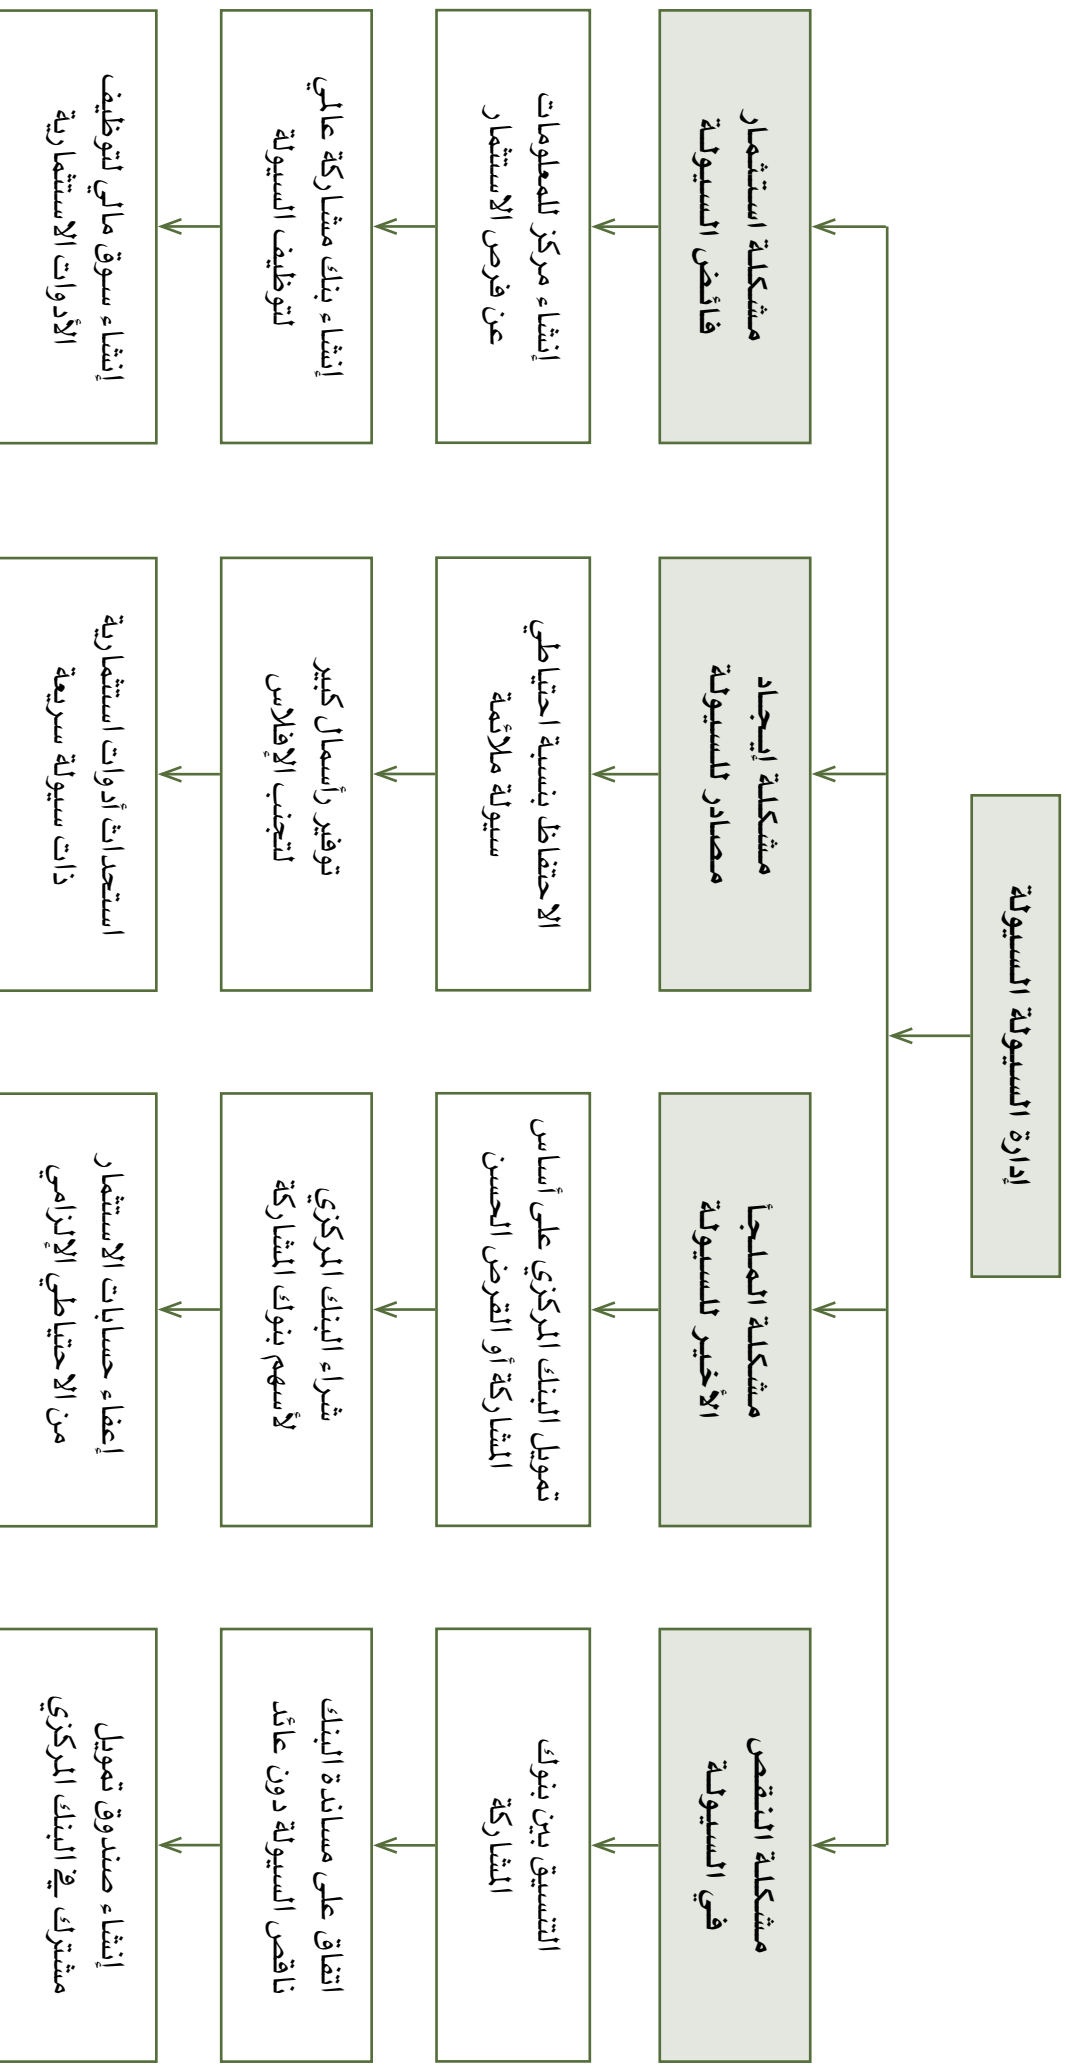 إدارة السيولة السيولة
مشكلة النقص
في السيولة
التنسيق بين بنوك
المشاركة
اتفاق على مساندة البنك
ناقص السيولة دون عائد
إنشاء صندوق تمويل
مشترك في البنك المركزي
مشكلة الملجأ
الأخير للسيولة
تمويل البنك المركزي على أساس
المشاركة أو القرض الحسن
شراء البنك المركزي
لأسهم بنوك المشاركة
إعفاء حسابات الاستثمار
من الاحتياطي الإلزامي
مشكلة إيجاد
مصادر للسيولة
الاحتفاظ بنسبة احتياطي
سيولة ملائمة
توفير رأسمال كبير
لتجنب الإفلاس
استحداث أدوات استثمارية
ذات سيولة سريعة
مشكلة استثمار
فائض السيولة
إنشاء مركز للمعلومات
عن فرص الاستثمار
إنشاء بنك مشاركة عالمي
لتوظيف السيولة
إنشاء سوق مالي لتوظيف
الأدوات الاستثمارية